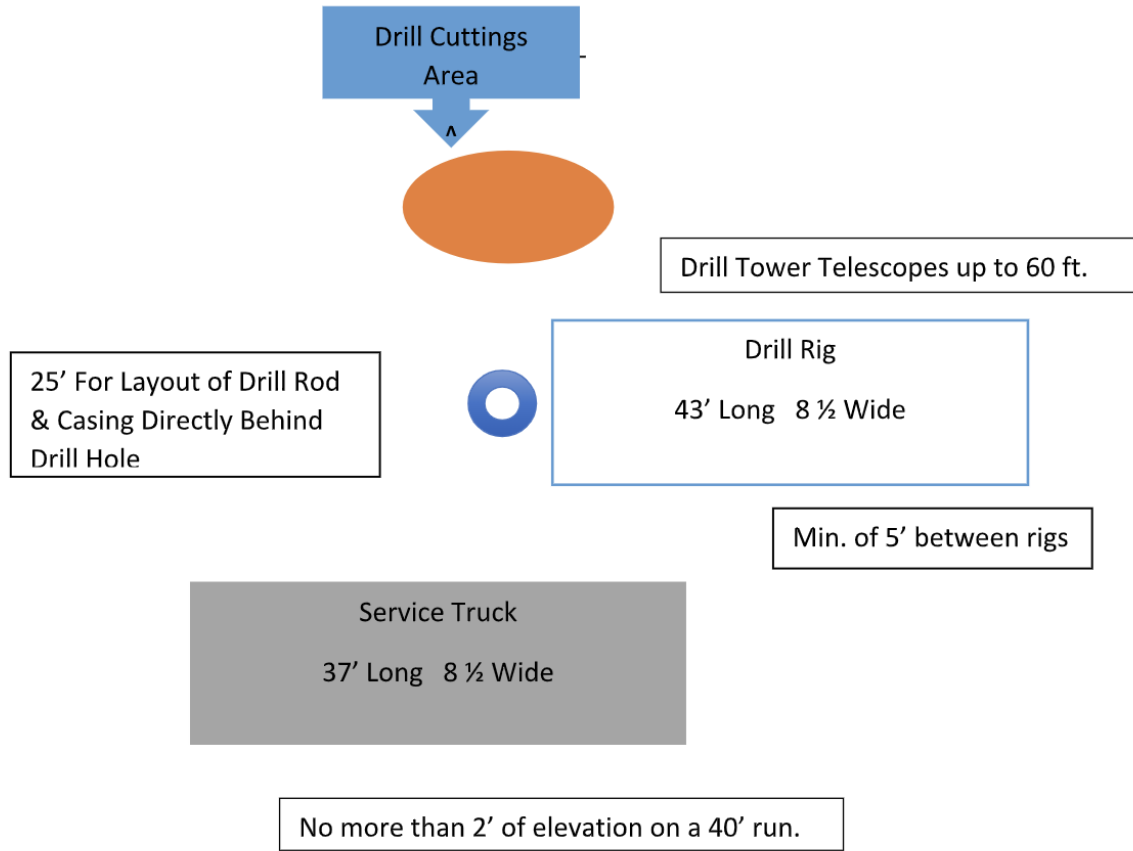 Drill Cuttings
Area
^
Drill Tower Telescopes up to 60 ft.
Drill Rig
43’ Long 8 ½ Wide
25’ For Layout of Drill Rod
& Casing Directly Behind
Drill Hole
Min. of 5’ between rigs
Service Truck
37’ Long 8 ½ Wide
No more than 2’ of elevation on a 40’ run.